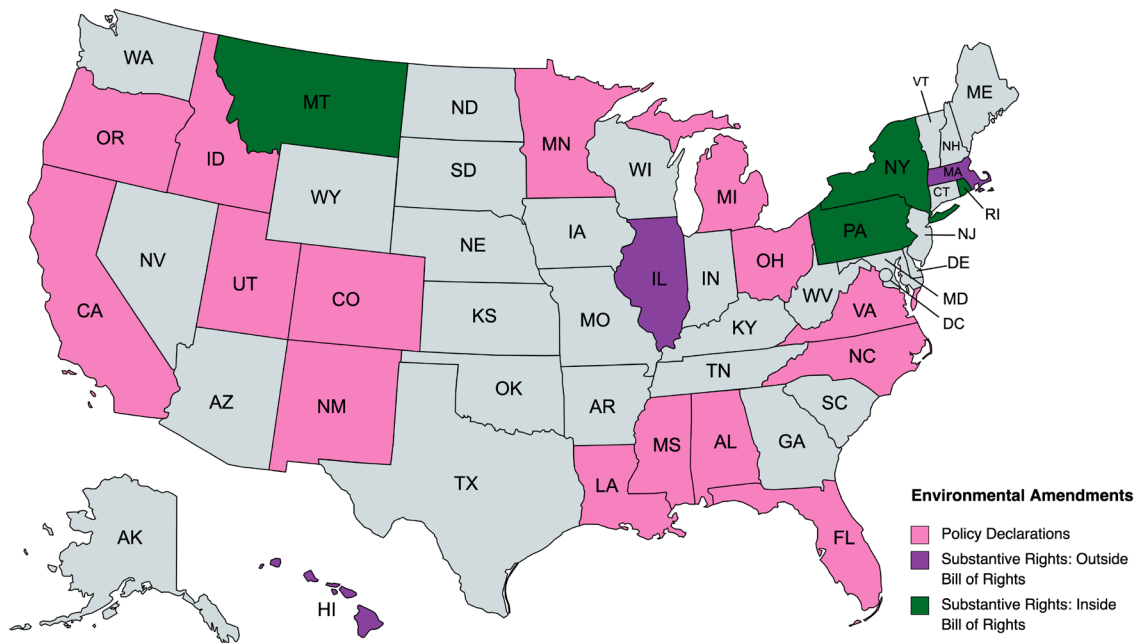 WA
MT
ND
MN
VT
ME
OR
ID
SD
WI
NH
WY
MI
NY
MA
CT
RI
NV
UT
CO
NE
IA
IL
IN
OH
PA
NJ
DE
CA
KS
MO
WV
MD
KY
VA
DC
AZ
NM
OK
AR
TN
NC
SC
TX
LA
MS
AL
GA
FL
AK
HI
Environmental Amendments
Policy Declarations
Substantive Rights: Outside
Bill of Rights
Substantive Rights: Inside
Bill of Rights